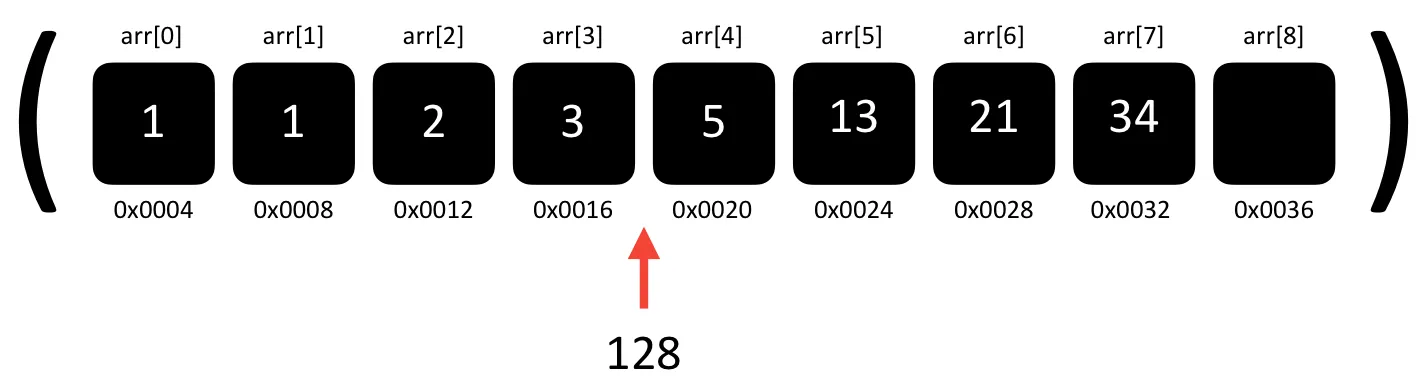 arr[0] arr[1] arr[2] arr[3] arr[4] arr[5] arr[6] arr[7] arr[8]
( 1 1 2 3 5 13 21 34 )
0x0004 0x0008 0x0012 0x0016 0x0020 0x0024 0x0028 0x0032 0x0036
128